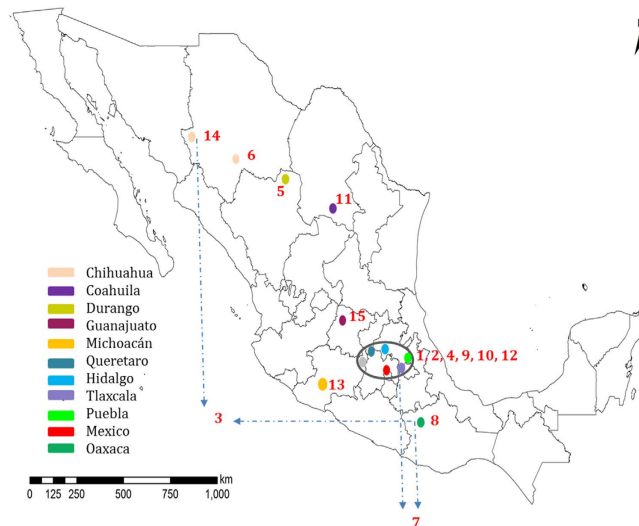 14
6
5
11
15
1, 2, 4, 9, 10, 12
13
3
8
7
Chihuahua
Coahuila
Durango
Guanajuato
Michoacán
Queretaro
Hidalgo
Tlaxcala
Puebla
Mexico
Oaxaca
km
0 125 250 500 750 1,000